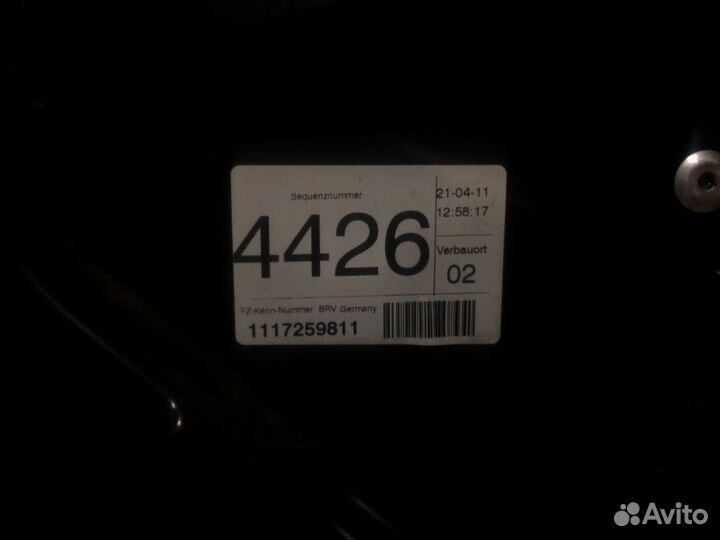 Sequenznummer
4426
21-04-11
12:58:17
Verbauort
02
FZ-Kenn-Nummer BRV Germany
1117259811
Avito